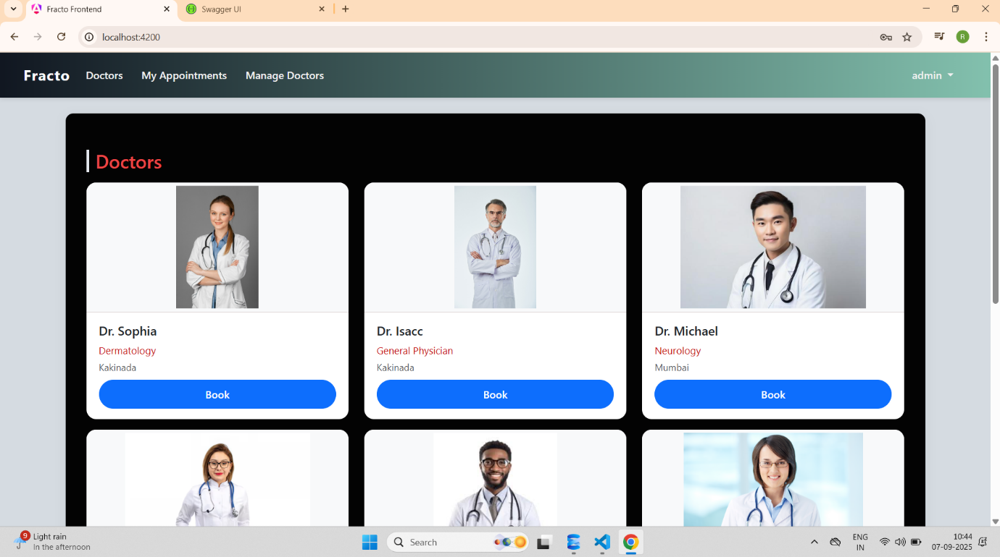 Fracto Frontend
Swagger UI
localhost:4200
R
Fracto Doctors My Appointments Manage Doctors admin
Doctors
Dr. Sophia
Dermatology
Kakinada
Book
Dr. Isacc
General Physician
Kakinada
Book
Dr. Michael
Neurology
Mumbai
Book
9
Light rain
In the afternoon
Search
ENG
IN
10:44
07-09-2025